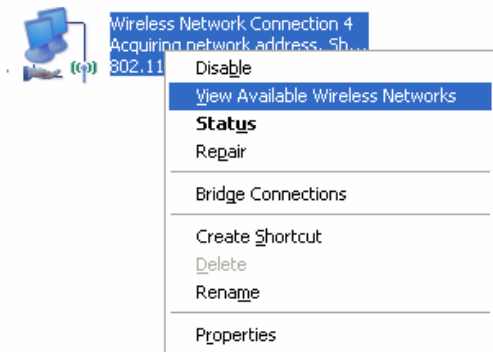 Wireless Network Connection 4
Acquiring network address, Sh...
802.11
Disable
View Available Wireless Networks
Status
Repair
Bridge Connections
Create Shortcut
Delete
Rename
Properties